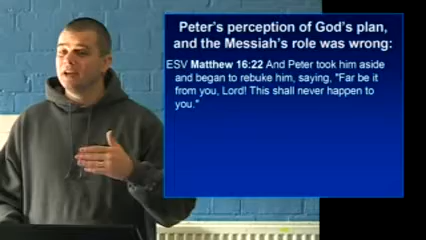 Peter's perception of God's plan,
and the Messiah's role was wrong:
ESV Matthew 16:22 And Peter took him aside
and began to rebuke him, saying, "Far be it
from you, Lord! This shall never happen to
you."